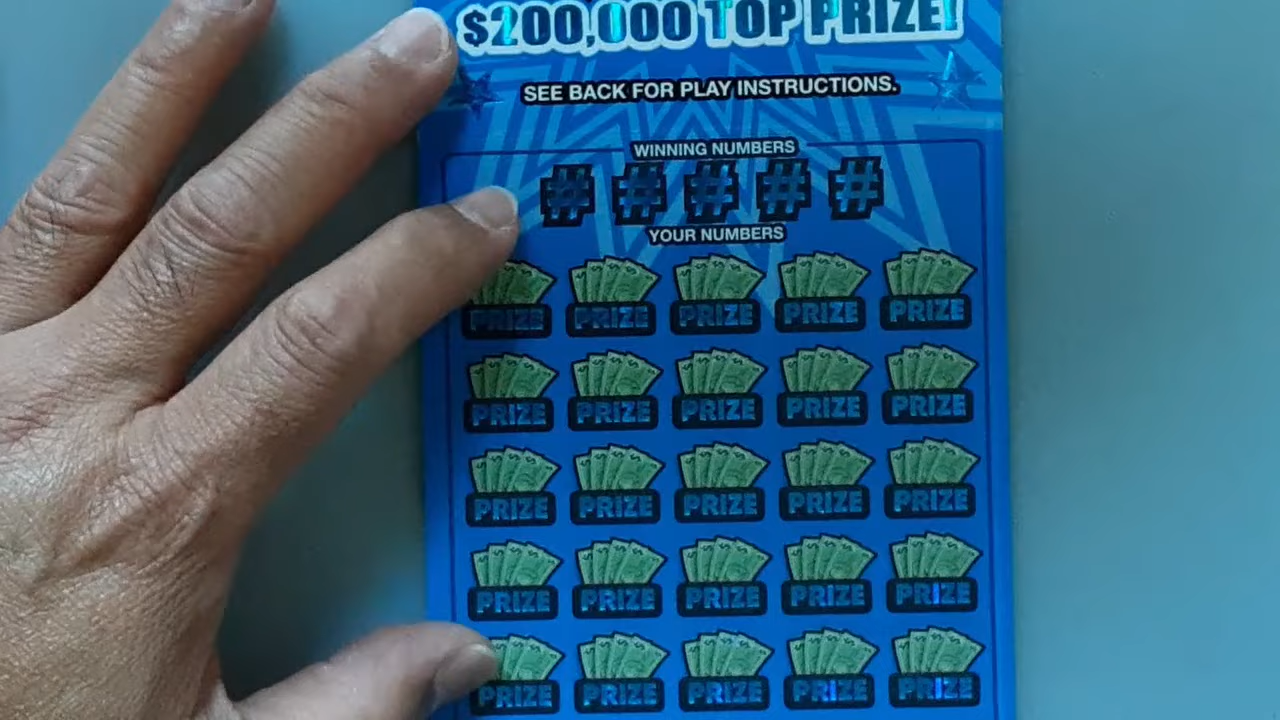 $200,000 TOP PRIZE!
SEE BACK FOR PLAY INSTRUCTIONS.
WINNING NUMBERS
# # # # #
YOUR NUMBERS
PRIZE PRIZE PRIZE PRIZE PRIZE
PRIZE PRIZE PRIZE PRIZE PRIZE
PRIZE PRIZE PRIZE PRIZE PRIZE
PRIZE PRIZE PRIZE PRIZE PRIZE
PRIZE PRIZE PRIZE PRIZE PRIZE